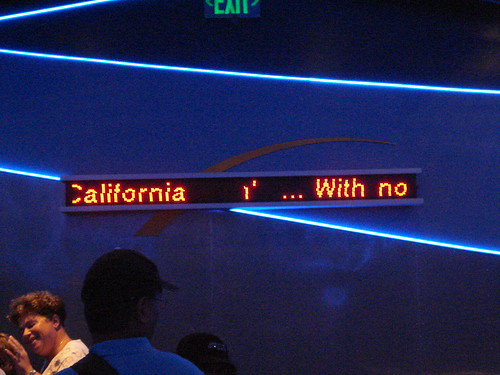 EXIT
California n' ... With no